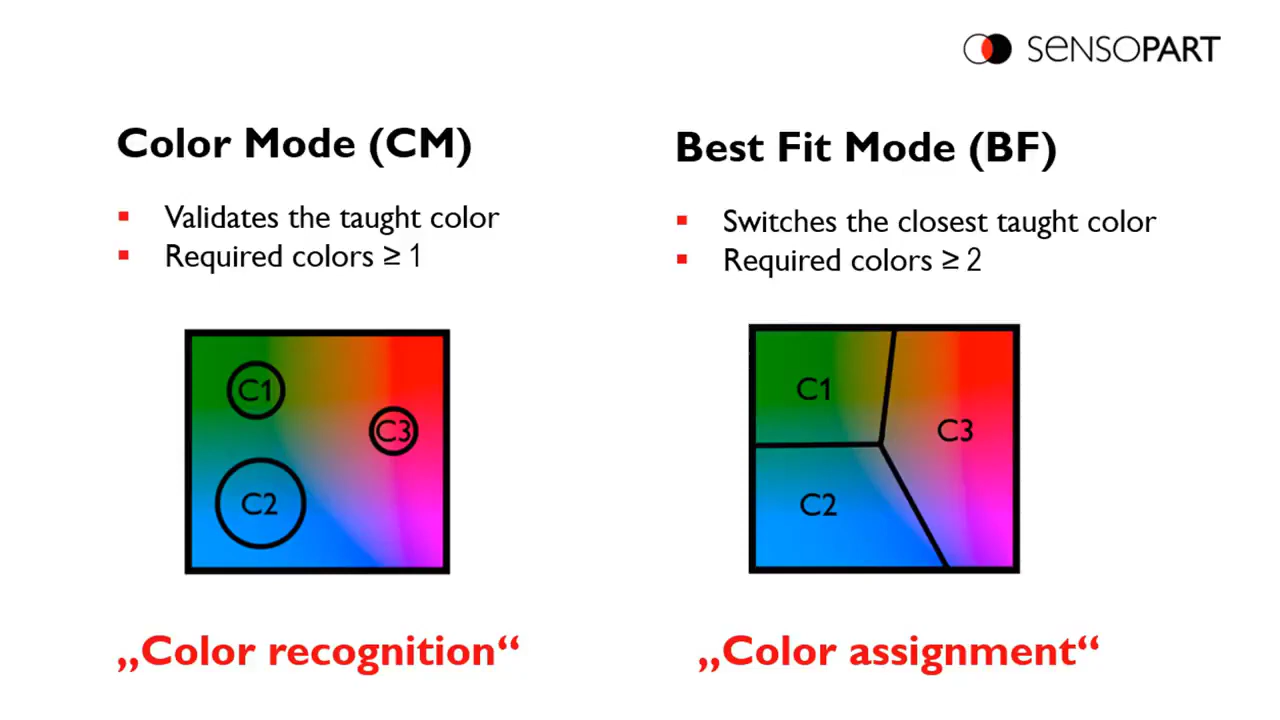 SENSOPART
Color Mode (CM)
▪ Validates the taught color
▪ Required colors ≥ 1
C1
C3
C2
„Color recognition“
Best Fit Mode (BF)
▪ Switches the closest taught color
▪ Required colors ≥ 2
C1
C3
C2
„Color assignment“